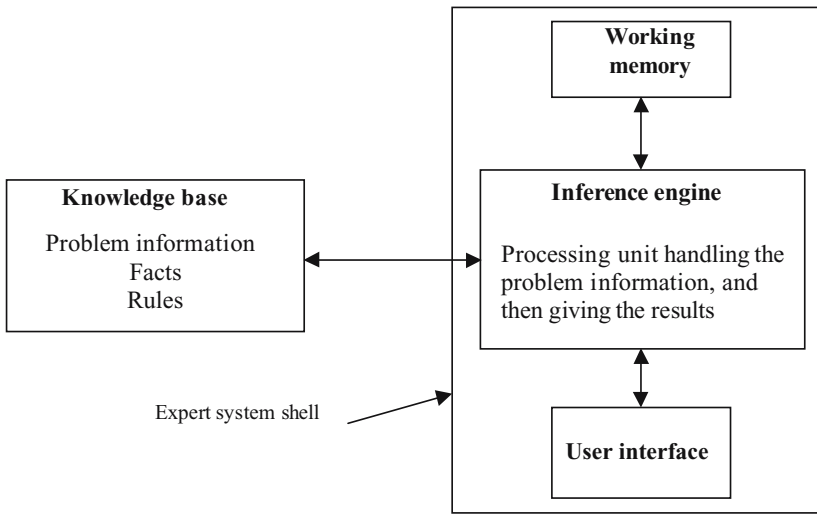 Working
memory
Knowledge base
Problem information
Facts
Rules
Inference engine
Processing unit handling the
problem information, and
then giving the results
Expert system shell
User interface